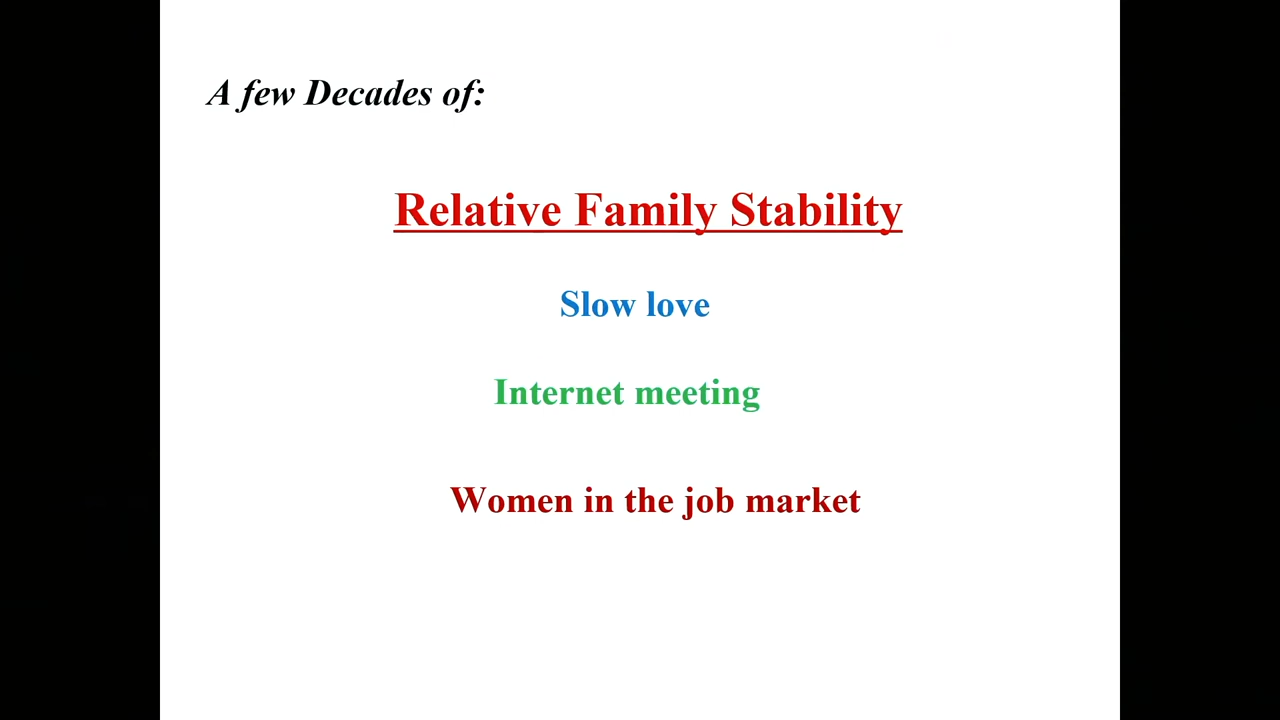 A few Decades of:
Relative Family Stability
Slow love
Internet meeting
Women in the job market